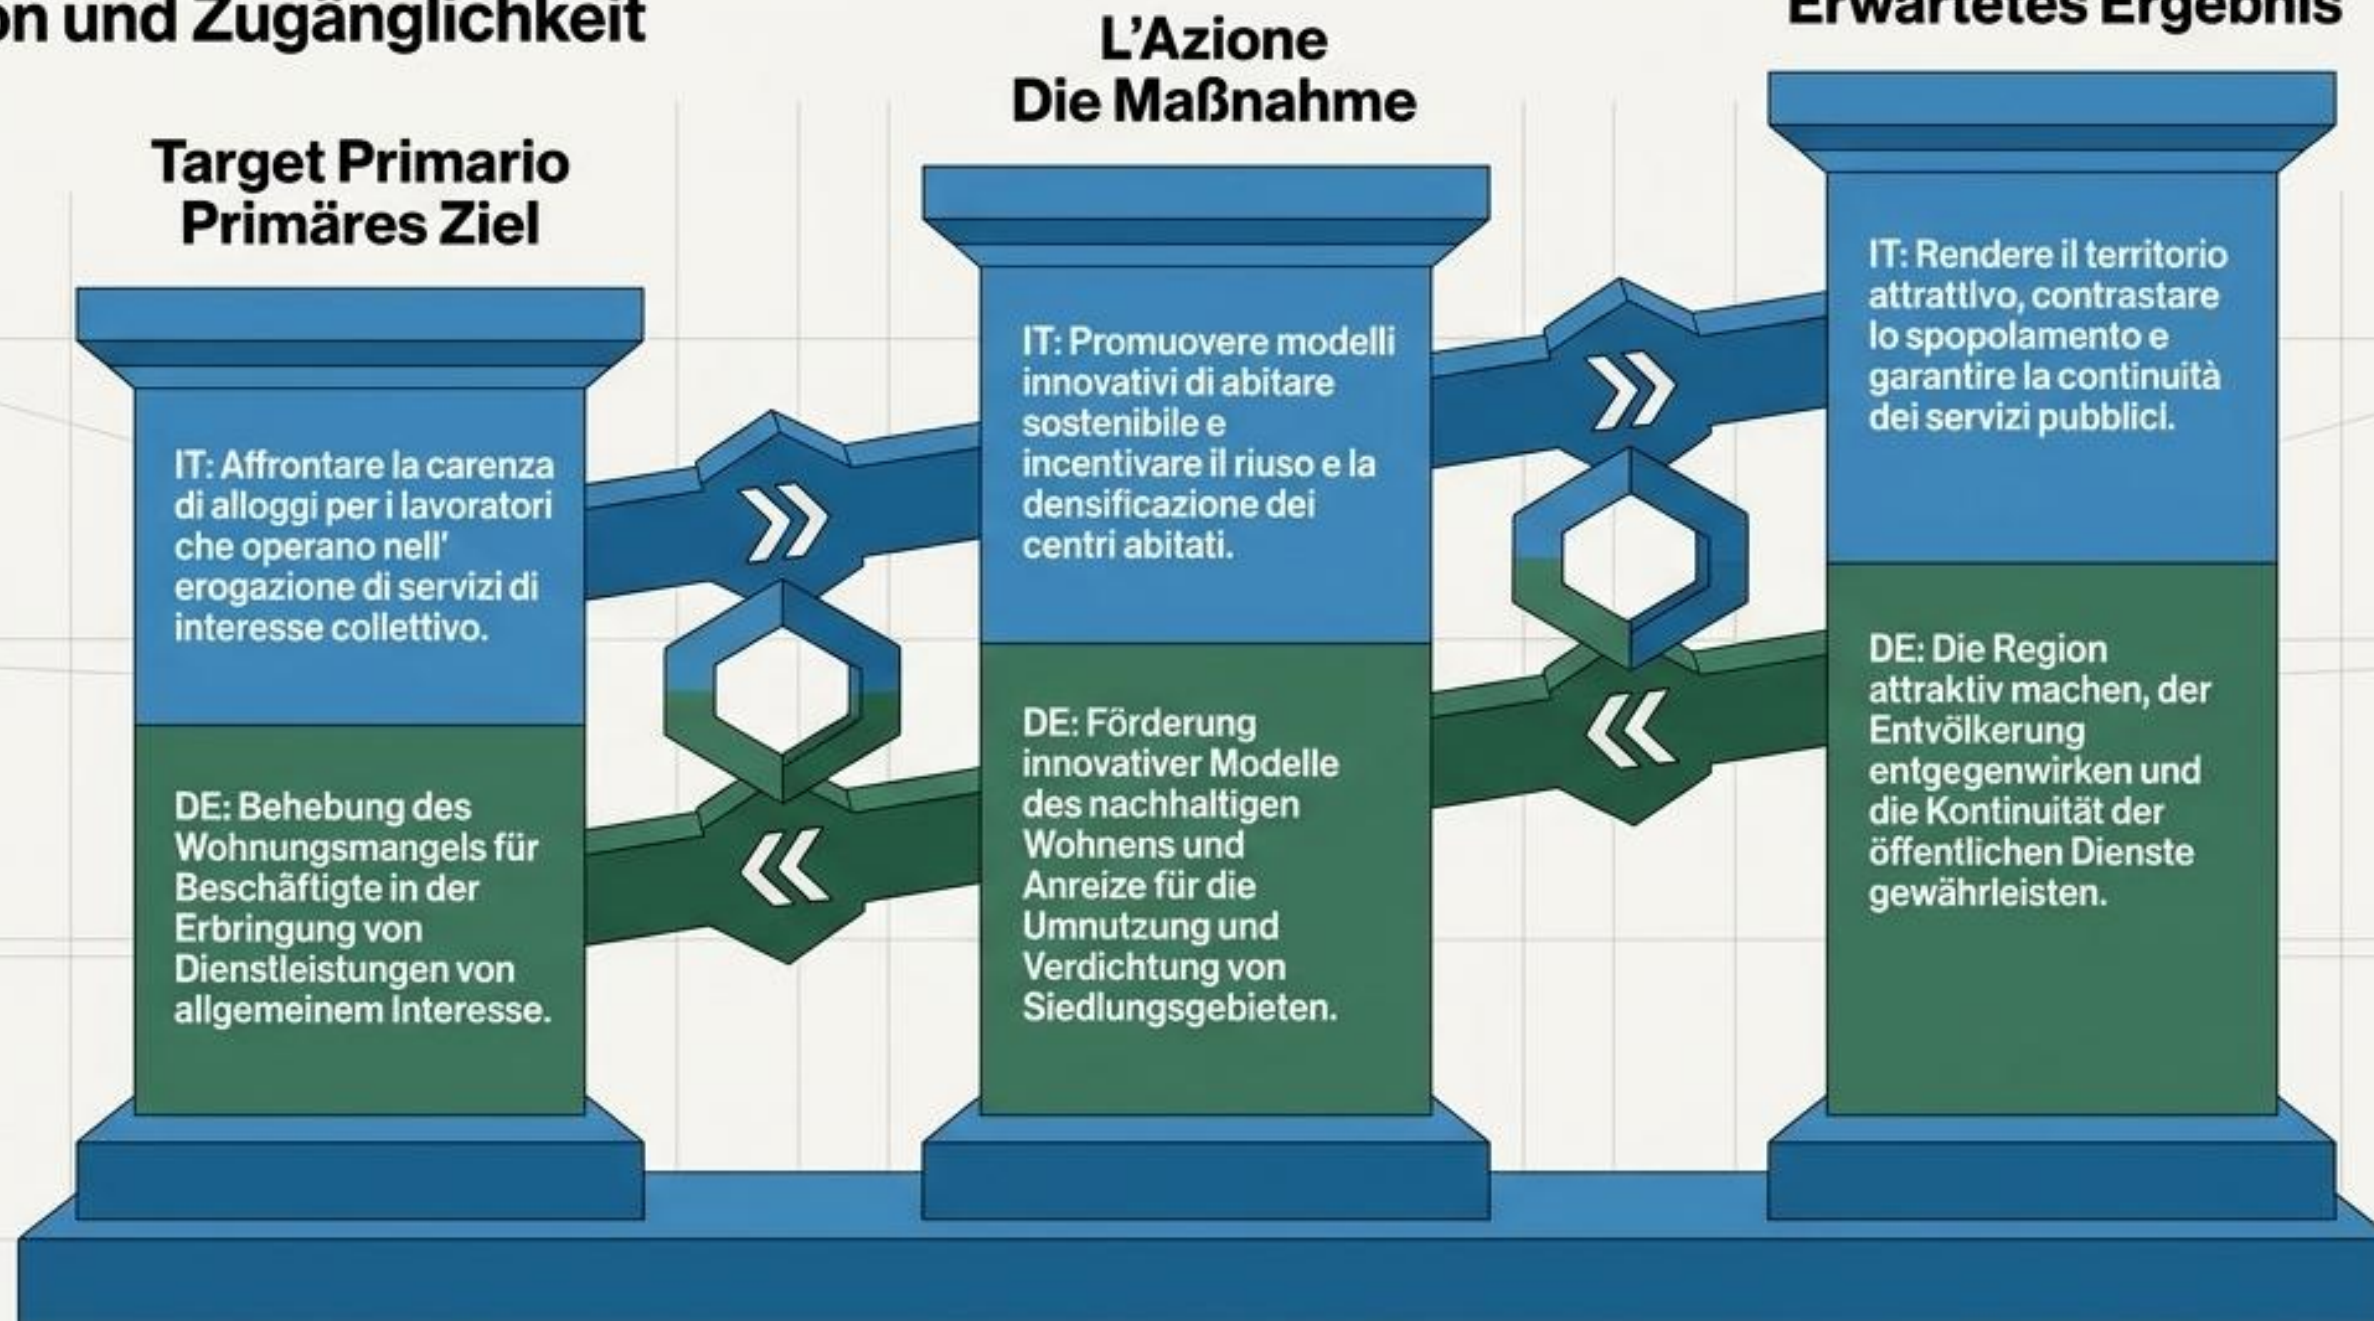 on und Zugänglichkeit
Target Primario
Primäres Ziel
IT: Affrontare la carenza
di alloggi per i lavoratori
che operano nell'
erogazione di servizi di
interesse collettivo.
DE: Behebung des
Wohnungsmangels für
Beschäftigte in der
Erbringung von
Dienstleistungen von
allgemeinem Interesse.
L'Azione
Die Maßnahme
IT: Promuovere modelli
innovativi di abitare
sostenibile e
incentivare il riuso e la
densificazione dei
centri abitati.
DE: Förderung
innovativer Modelle
des nachhaltigen
Wohnens und
Anreize für die
Umnutzung und
Verdichtung von
Siedlungsgebieten.
Erwartetes Ergebnis
IT: Rendere il territorio
attrattlvo, contrastare
lo spopolamento e
garantire la continuità
dei servizi pubblicl.
DE: Die Region
attraktiv machen, der
Entvölkerung
entgegenwirken und
die Kontinuität der
öffentlichen Dienste
gewährleisten.